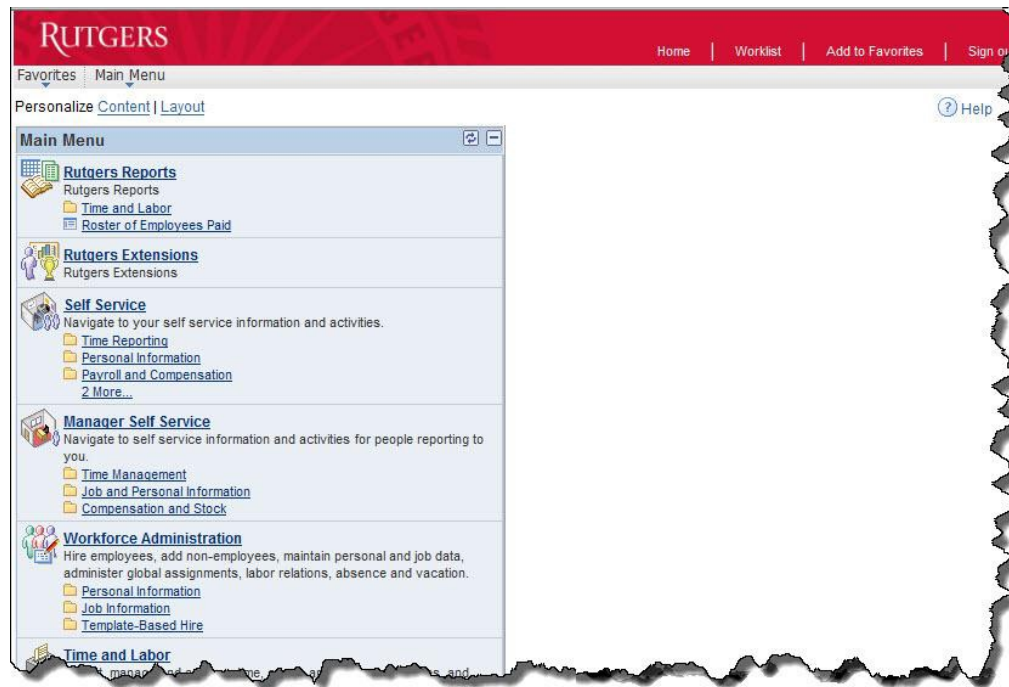 RUTGERS
Home | Worklist | Add to Favorites | Sign
Favorites Main Menu
Personalize Content | Layout
? Help
Main Menu
Rutgers Reports
Rutgers Reports
Time and Labor
Roster of Employees Paid
Rutgers Extensions
Rutgers Extensions
Self Service
Navigate to your self service information and activities.
Time Reporting
Personal Information
Payroll and Compensation
2 More...
Manager Self Service
Navigate to self service information and activities for people reporting to
you.
Time Management
Job and Personal Information
Compensation and Stock
Workforce Administration
Hire employees, add non-employees, maintain personal and job data,
administer global assignments, labor relations, absence and vacation.
Personal Information
Job Information
Template-Based Hire
Time and Labor